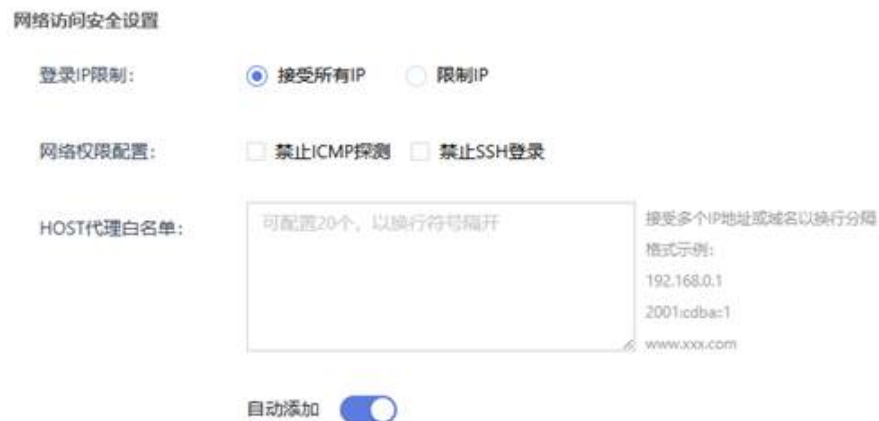 网络访问安全设置
登录IP限制： 接受所有IP 限制IP
网络权限配置： 禁止ICMP探测 禁止SSH登录
HOST代理白名单： 可配置20个，以换行符号隔开
接受多个IP地址或域名以换行分隔
格式示例：
192.168.0.1
2001:cdba::1
www.xxx.com
自动添加